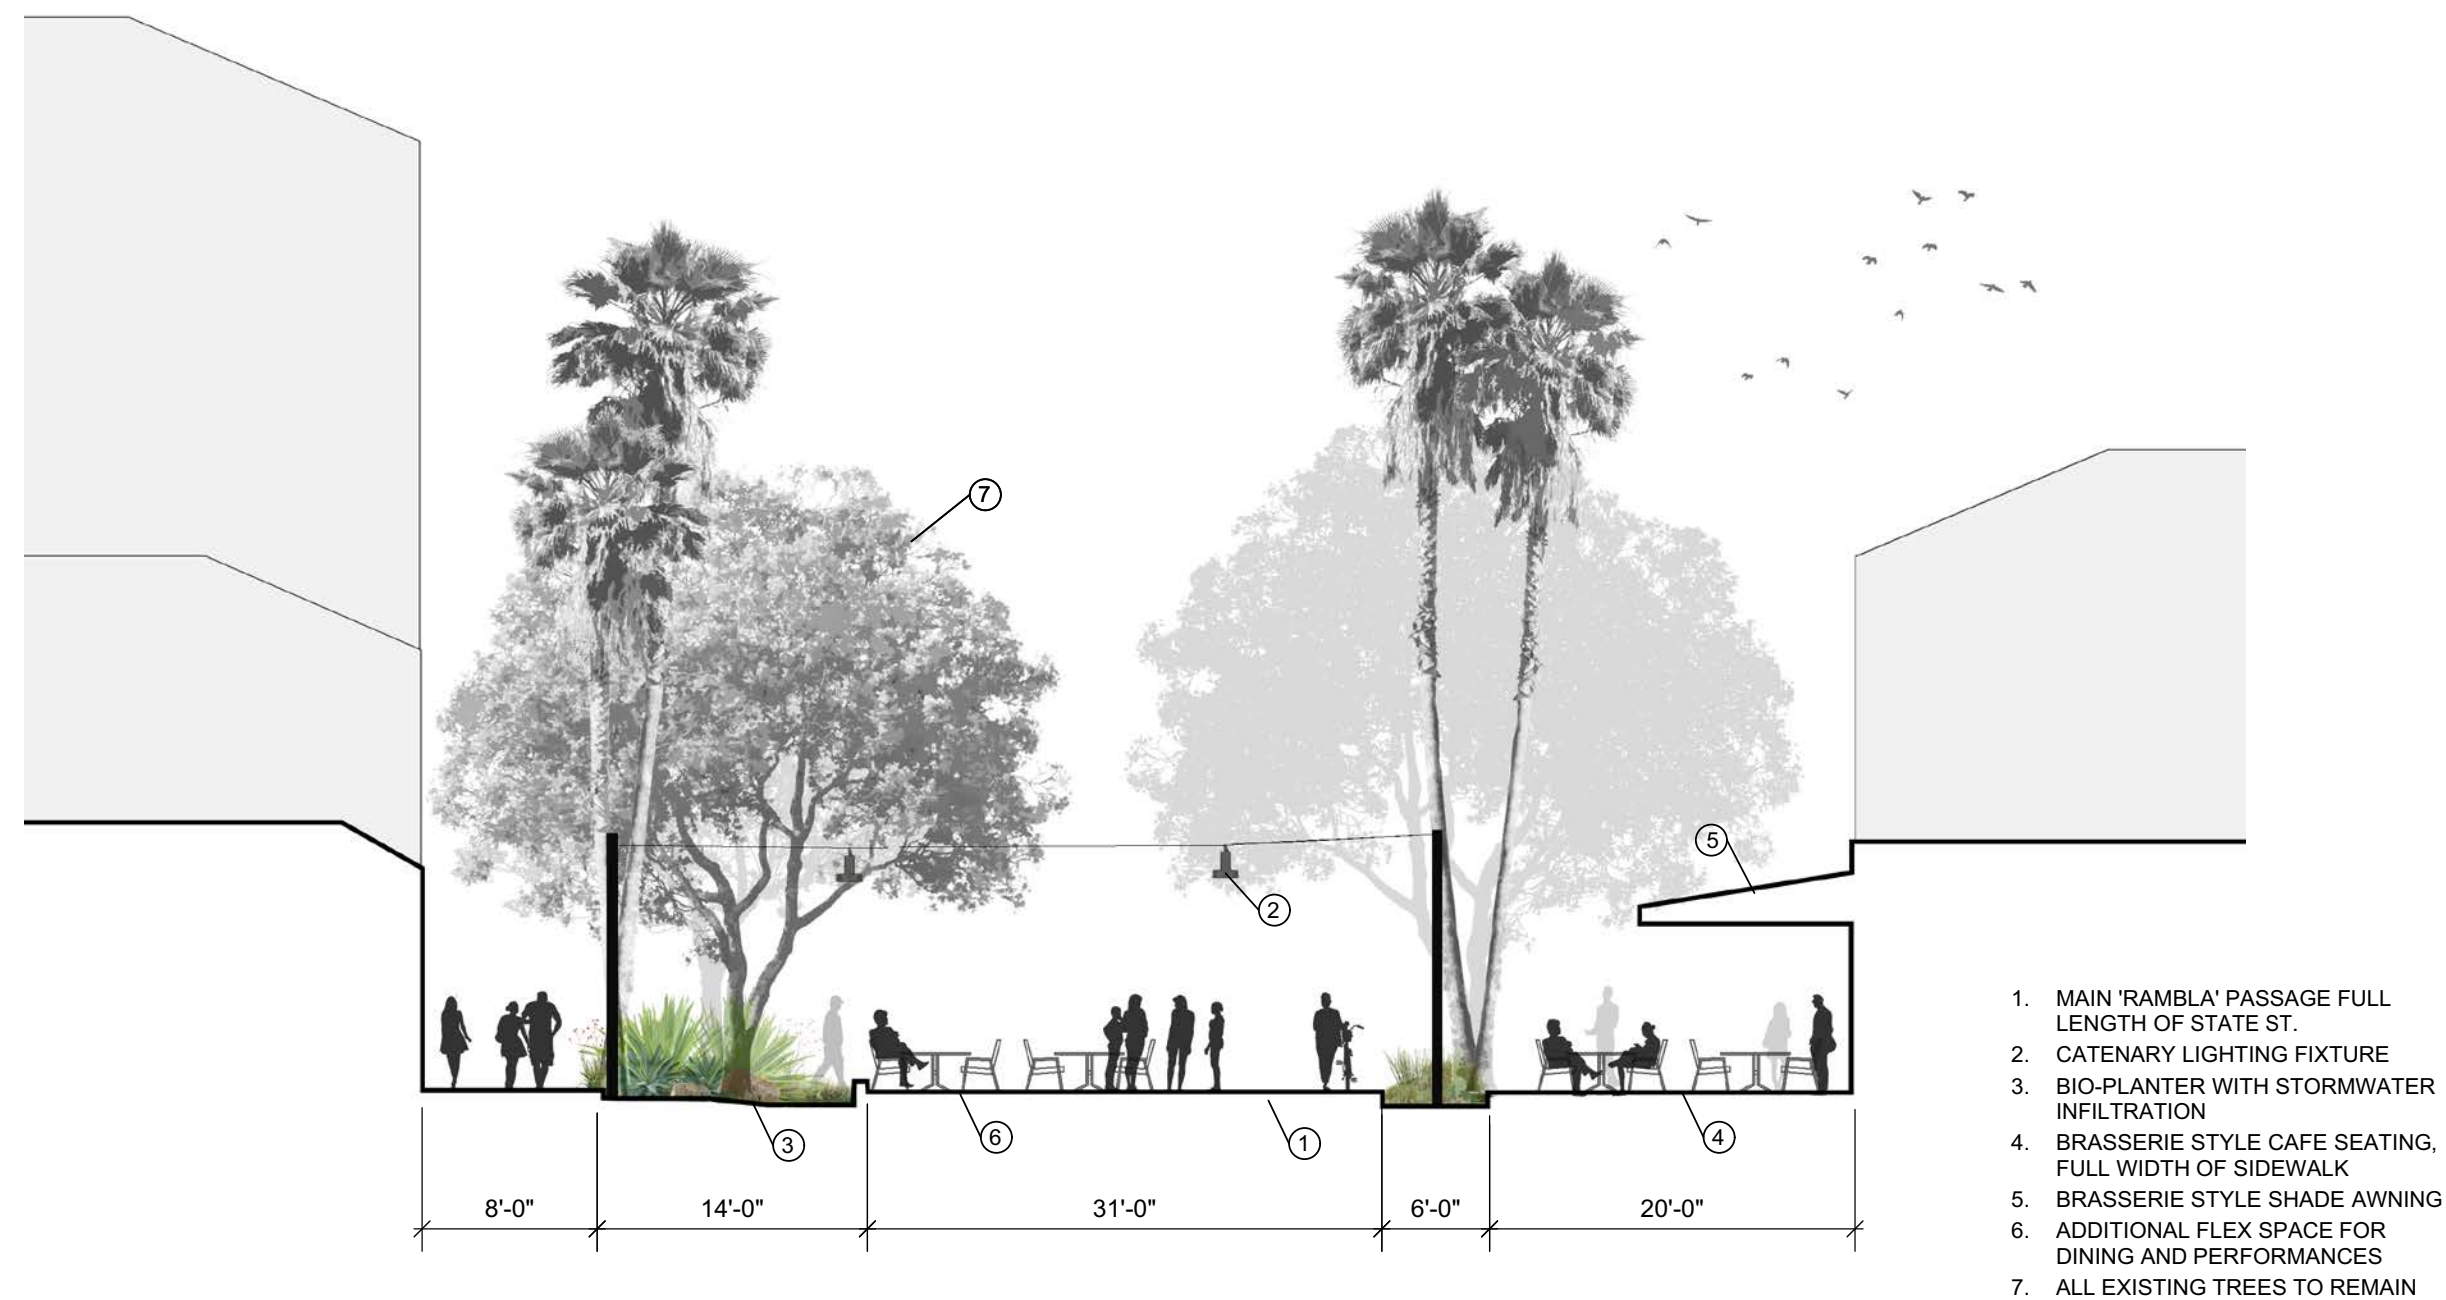 7
5
2
3
6
1
4
8'-0"
14'-0"
31'-0"
6'-0"
20'-0"
1. MAIN 'RAMBLA' PASSAGE FULL
LENGTH OF STATE ST.
2. CATENARY LIGHTING FIXTURE
3. BIO-PLANTER WITH STORMWATER
INFILTRATION
4. BRASSERIE STYLE CAFE SEATING,
FULL WIDTH OF SIDEWALK
5. BRASSERIE STYLE SHADE AWNING
6. ADDITIONAL FLEX SPACE FOR
DINING AND PERFORMANCES
7. ALL EXISTING TREES TO REMAIN